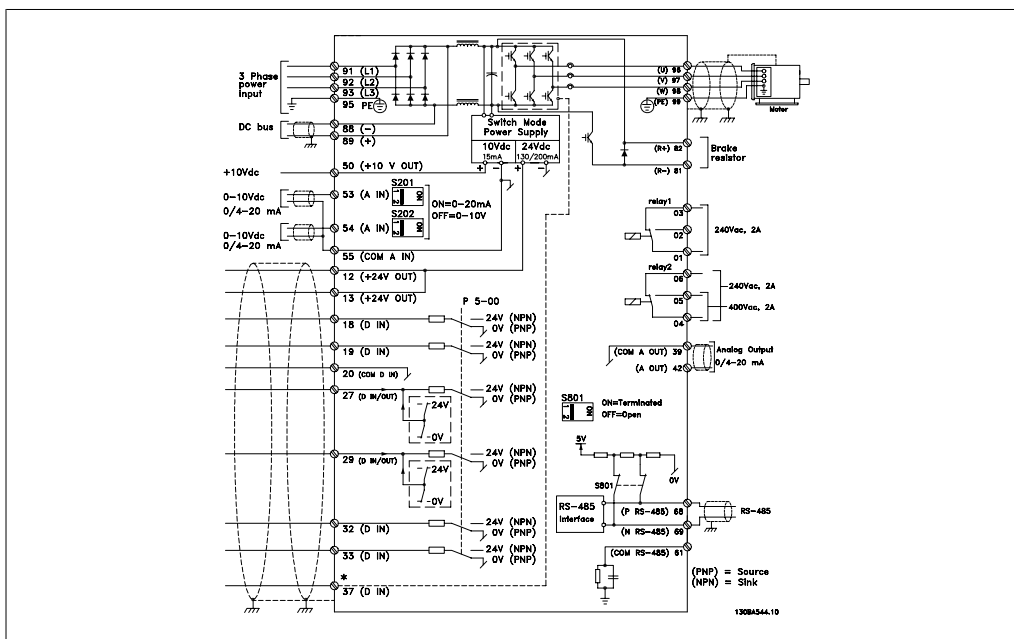 3 Phase
power
input
91 (L1)
92 (L2)
93 (L3)
95 PE
DC bus
88 (-)
89 (+)
Switch Mode
Power Supply
10Vdc
15mA
24Vdc
130/200mA
+ - + -
+10Vdc
50 (+10 V OUT)
0-10Vdc
0/4-20 mA
53 (A IN)
S201
1 2
ON
ON=0-20mA
OFF=0-10V
0-10Vdc
0/4-20 mA
54 (A IN)
S202
1 2
ON
55 (COM A IN)
12 (+24V OUT)
13 (+24V OUT)
P 5-00
18 (D IN)
24V (NPN)
0V (PNP)
19 (D IN)
24V (NPN)
0V (PNP)
20 (COM D IN)
27 (D IN/OUT)
24V (NPN)
0V (PNP)
24V
0V
29 (D IN/OUT)
24V (NPN)
0V (PNP)
24V
0V
32 (D IN)
24V (NPN)
0V (PNP)
33 (D IN)
24V (NPN)
0V (PNP)
*
37 (D IN)
(U) 96
(V) 97
(W) 98
(PE) 99
Motor
(R+) 82
(R-) 81
Brake
resistor
relay1
03
02
01
240Vac, 2A
relay2
06
05
04
240Vac, 2A
400Vac, 2A
(COM A OUT) 39
(A OUT) 42
Analog Output
0/4-20 mA
S801
1 2
ON
ON=Terminated
OFF=Open
5V
S801
0V
RS-485
Interface
(P RS-485) 68
(N RS-485) 69
RS-485
(COM RS-485) 61
(PNP) = Source
(NPN) = Sink
130BA544.10